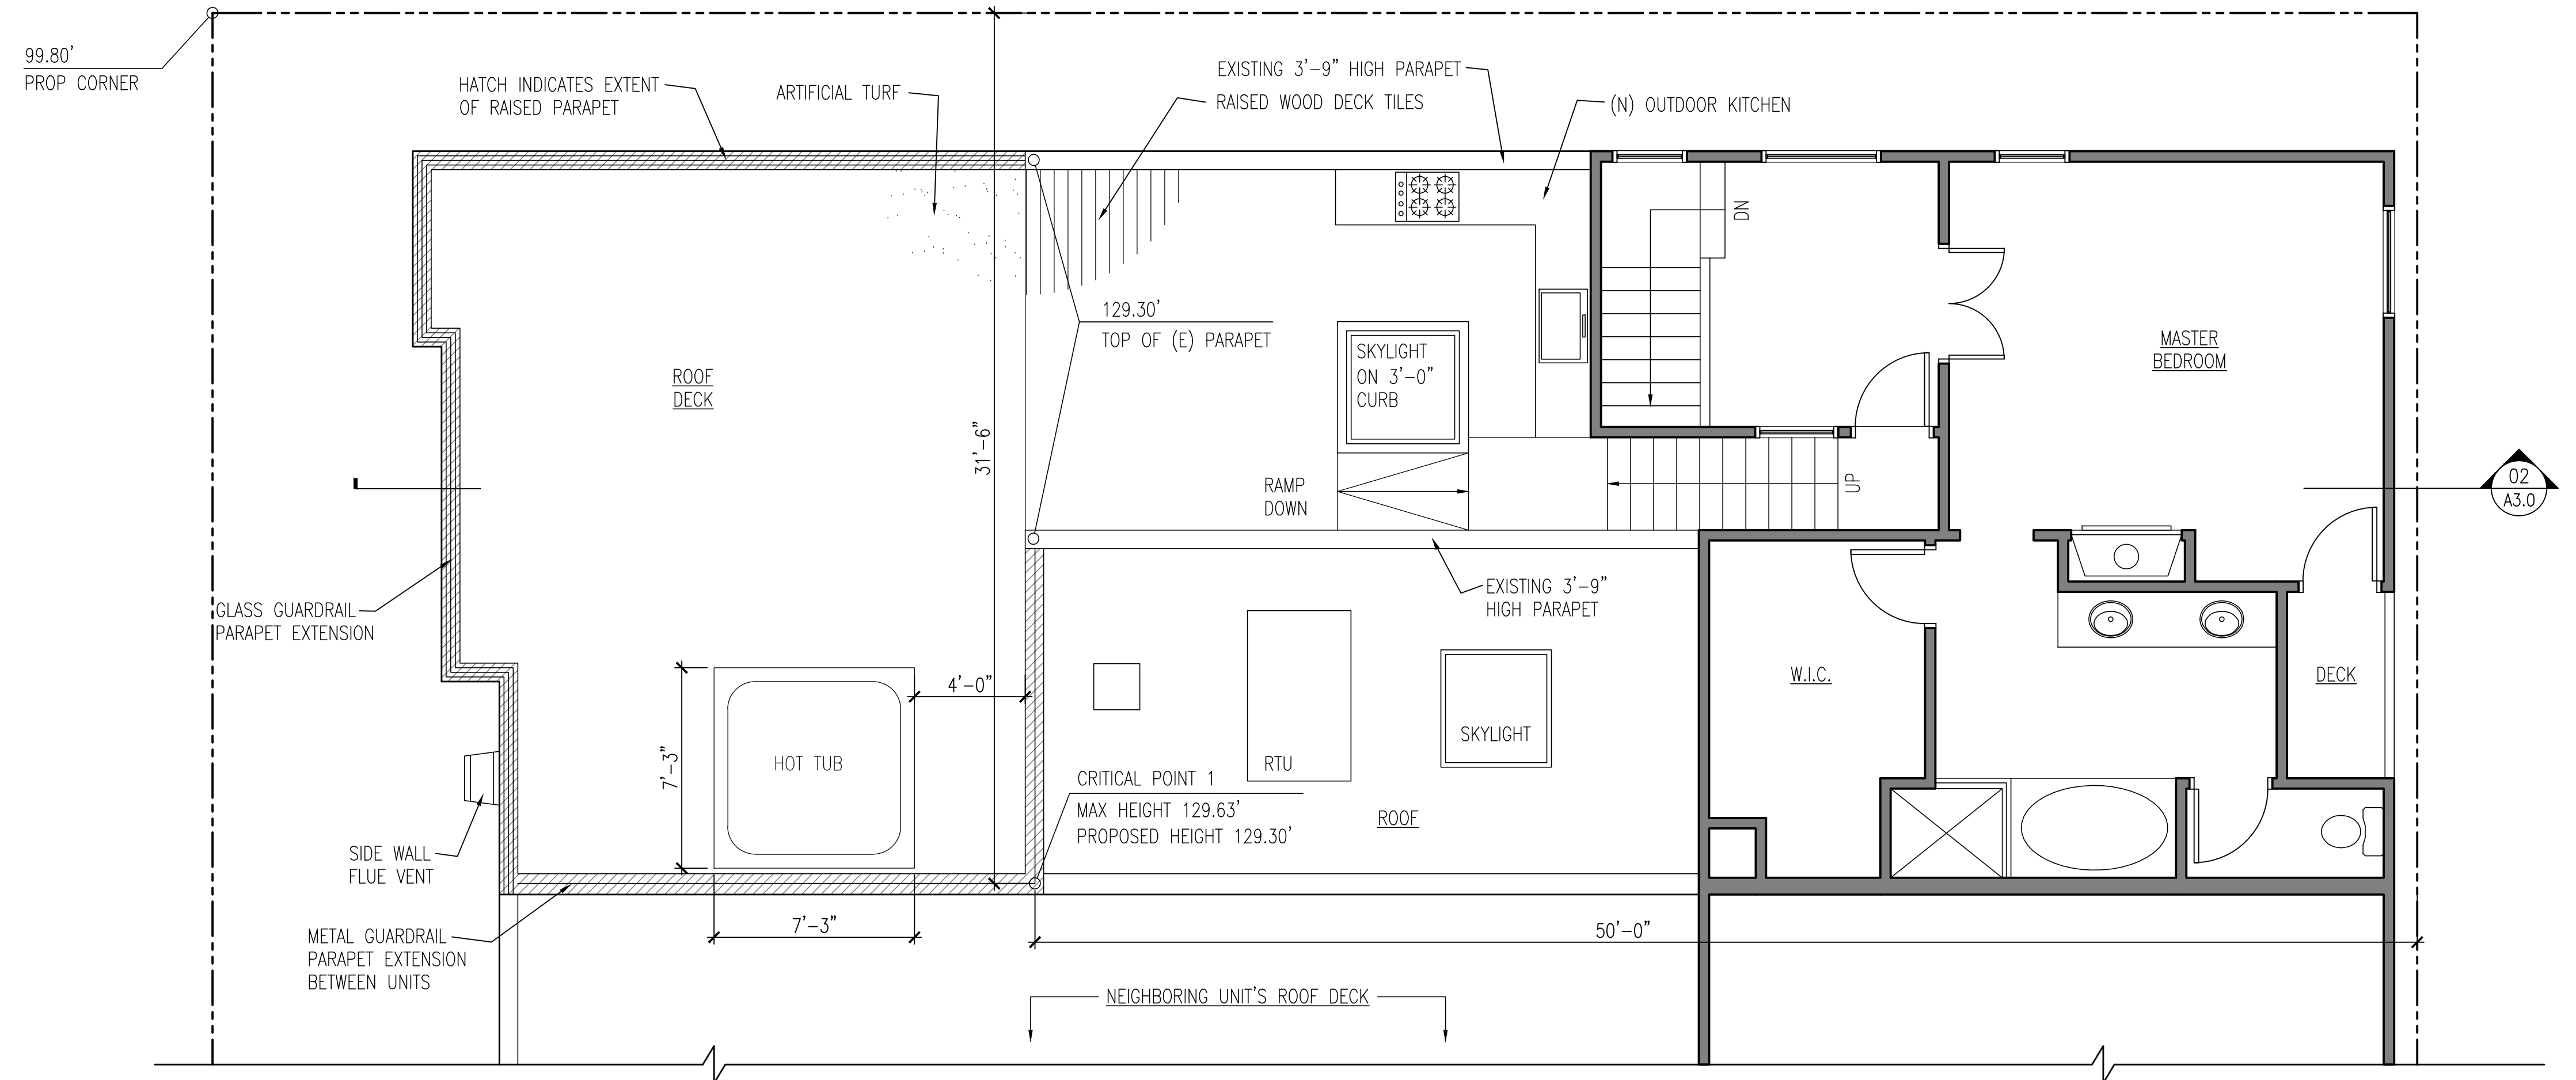 99.80'
PROP CORNER
HATCH INDICATES EXTENT
OF RAISED PARAPET
ARTIFICIAL TURF
EXISTING 3'-9" HIGH PARAPET
RAISED WOOD DECK TILES
(N) OUTDOOR KITCHEN
DN
129.30'
TOP OF (E) PARAPET
SKYLIGHT
ON 3'-0"
CURB
MASTER
BEDROOM
ROOF
DECK
31'-6"
RAMP
DOWN
UP
02
A3.0
GLASS GUARDRAIL
PARAPET EXTENSION
EXISTING 3'-9"
HIGH PARAPET
4'-0"
W.I.C.
DECK
7'-3"
HOT TUB
SKYLIGHT
RTU
CRITICAL POINT 1
MAX HEIGHT 129.63'
PROPOSED HEIGHT 129.30'
ROOF
SIDE WALL
FLUE VENT
7'-3"
50'-0"
METAL GUARDRAIL
PARAPET EXTENSION
BETWEEN UNITS
NEIGHBORING UNIT'S ROOF DECK